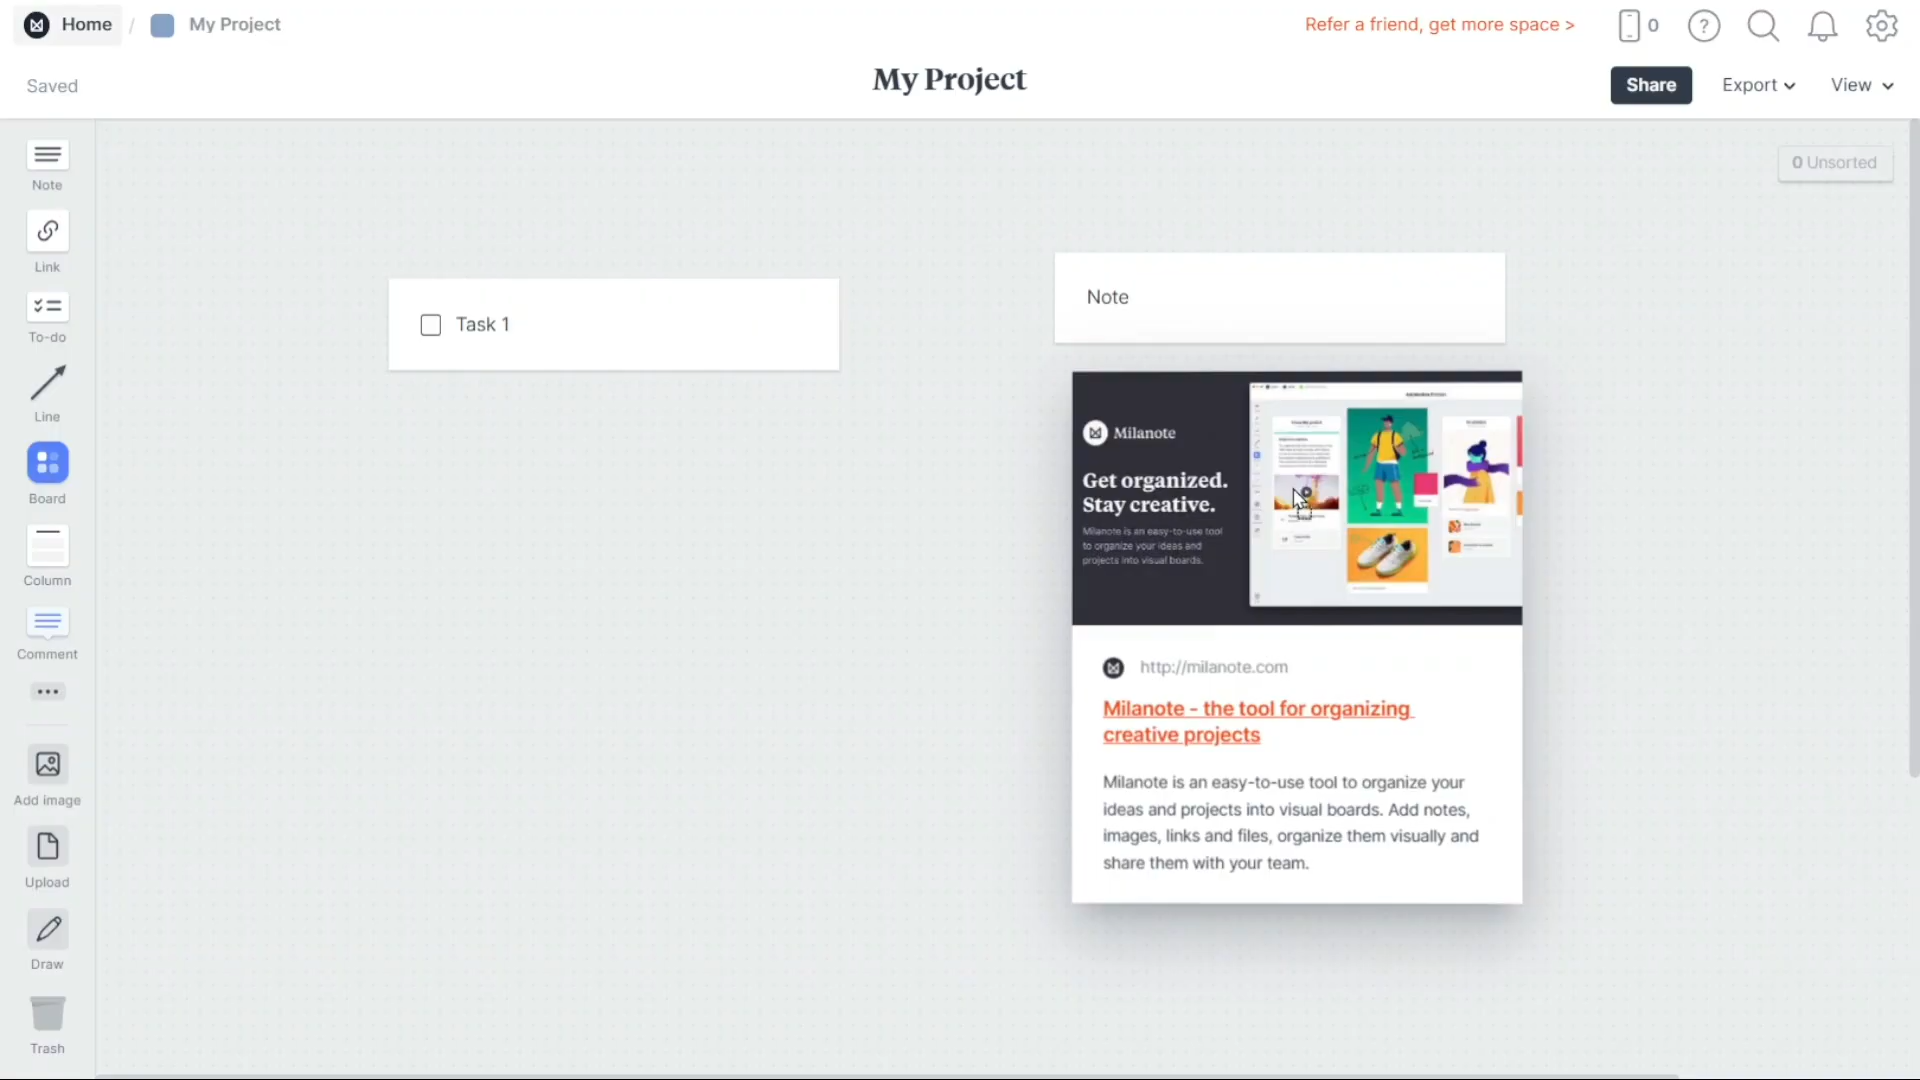 Home / My Project
Refer a friend, get more space >
0
Saved
My Project
Share
Export
View
0 Unsorted
Note
Link
To-do
Line
Board
Column
Comment
Add image
Upload
Draw
Trash
Task 1
Note
Milanote
Get organized.
Stay creative.
Milanote is an easy-to-use tool
to organize your ideas and
projects into visual boards.
http://milanote.com
Milanote - the tool for organizing
creative projects
Milanote is an easy-to-use tool to organize your
ideas and projects into visual boards. Add notes,
images, links and files, organize them visually and
share them with your team.